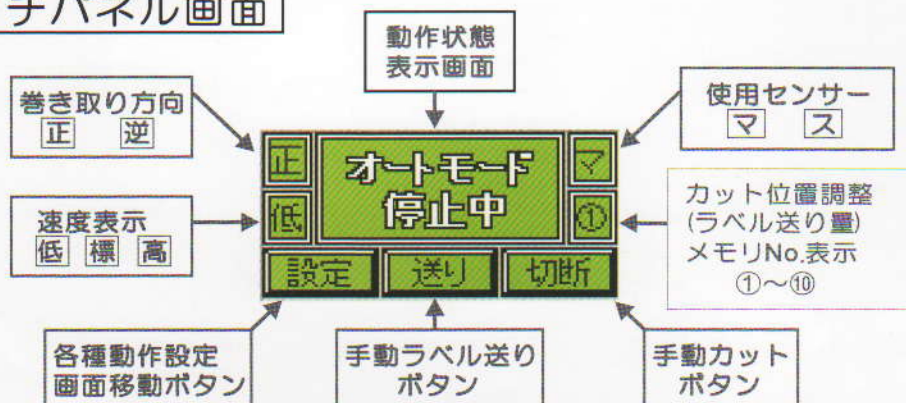 チパネル画面
動作状態
表示画面
巻き取り方向
正 逆
使用センサー
マ ス
速度表示
低 標 高
カット位置調整
(ラベル送り量)
メモリNo.表示
①～⑩
正
オートモード
停止中
マ
低
①
設定
送り
切断
各種動作設定
画面移動ボタン
手動ラベル送り
ボタン
手動カット
ボタン